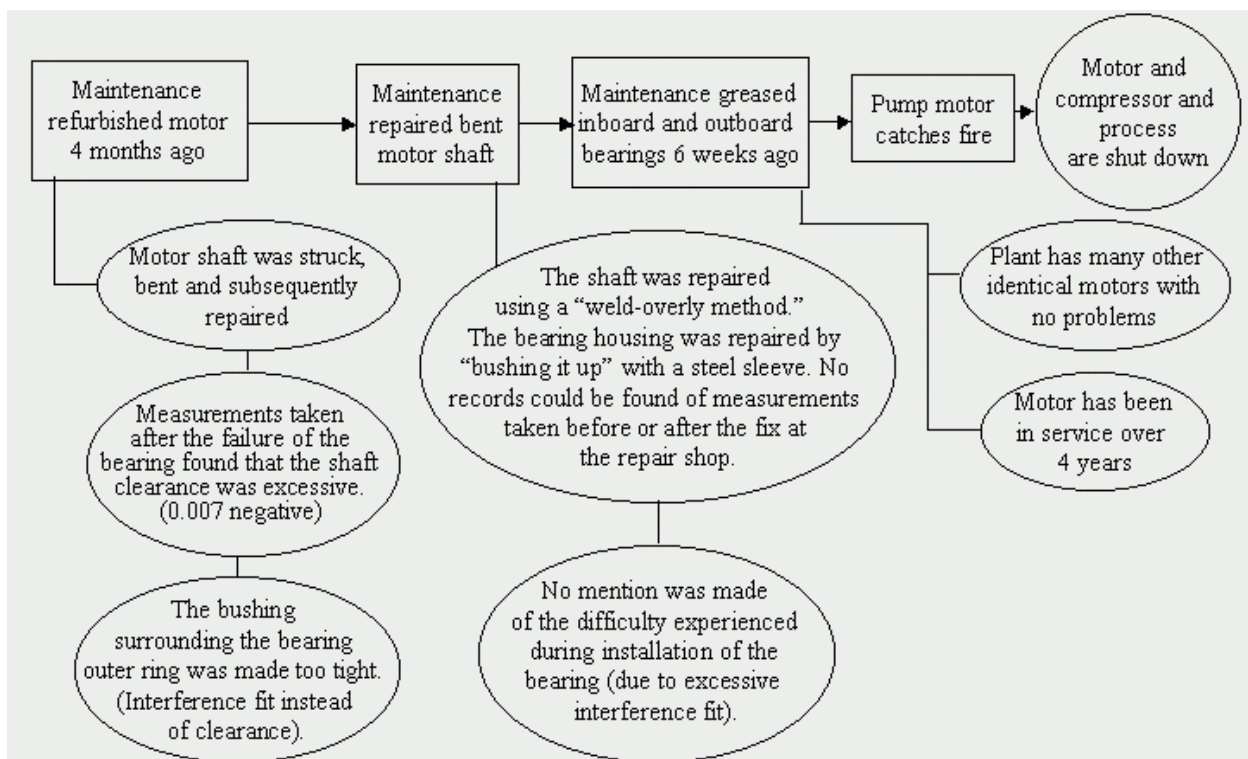 Maintenance
refurbished motor
4 months ago
Maintenance
repaired bent
motor shaft
Maintenance greased
inboard and outboard
bearings 6 weeks ago
Pump motor
catches fire
Motor and
compressor and
process
are shut down
Motor shaft was struck,
bent and subsequently
repaired
Measurements taken
after the failure of the
bearing found that the shaft
clearance was excessive.
(0.007 negative)
The bushing
surrounding the bearing
outer ring was made too tight.
(Interference fit instead
of clearance).
The shaft was repaired
using a “weld-overly method.”
The bearing housing was repaired by
“bushing it up” with a steel sleeve. No
records could be found of measurements
taken before or after the fix at
the repair shop.
No mention was made
of the difficulty experienced
during installation of the
bearing (due to excessive
interference fit).
Plant has many other
identical motors with
no problems
Motor has been
in service over
4 years